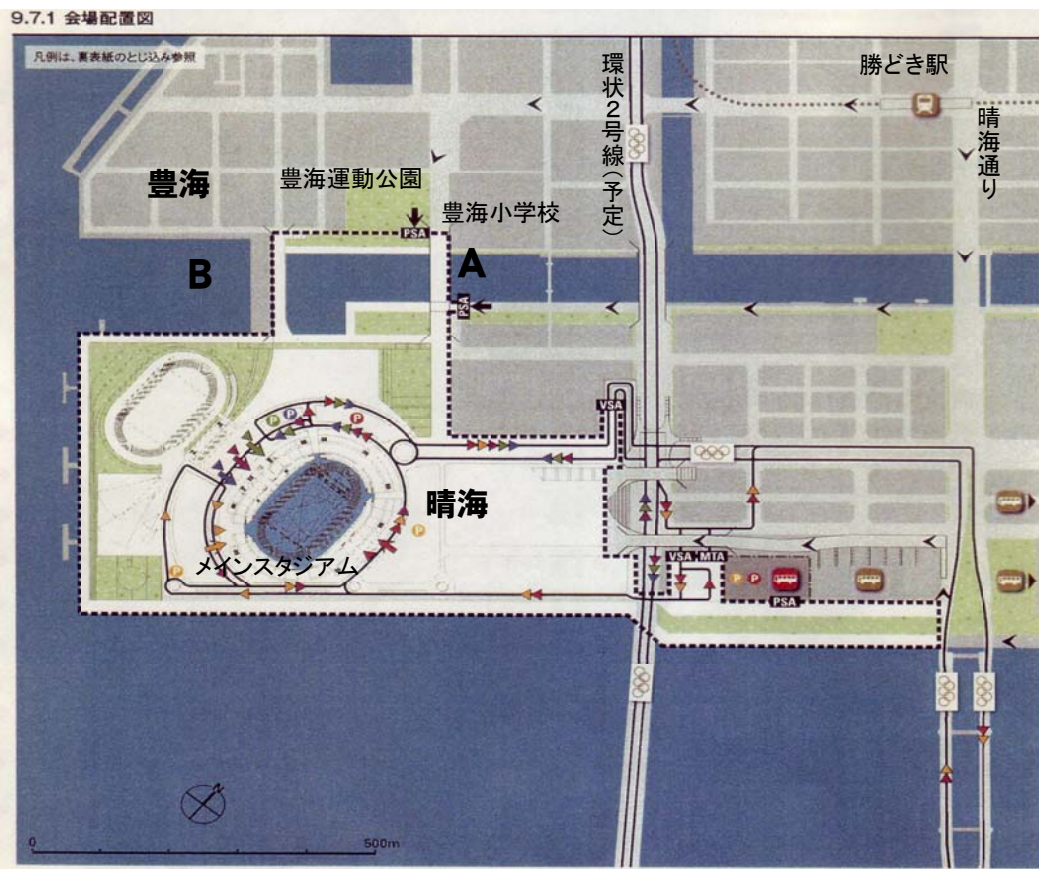 9.7.1 会場配置図
凡例は、裏表紙のとじ込み参照
環状2号線(予定)
勝どき駅
晴海通り
豊海
豊海運動公園
豊海小学校
PSA
B
A
PSA
VSA
P
P
P
晴海
P
メインスタジアム
P
VSA MTA
P
P
PSA
N
0
500m